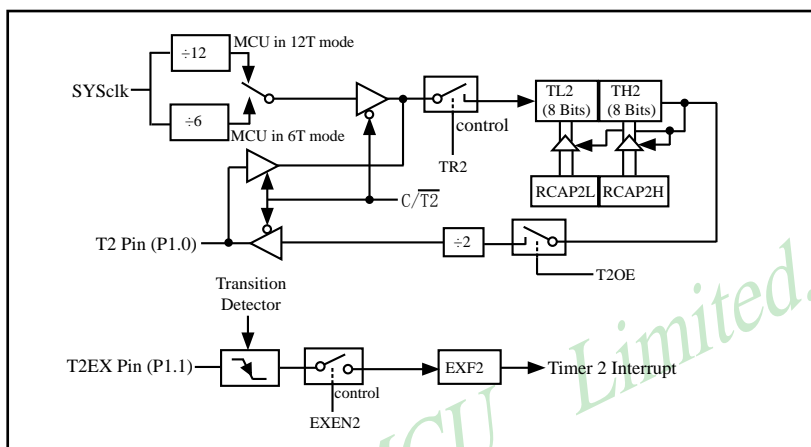 ÷12
MCU in 12T mode
SYSclk
÷6
MCU in 6T mode
control
TR2
TL2
(8 Bits)
TH2
(8 Bits)
RCAP2L
RCAP2H
C/T2
T2 Pin (P1.0)
÷2
T2OE
Transition
Detector
T2EX Pin (P1.1)
control
EXEN2
EXF2
Timer 2 Interrupt
MCU Limited.